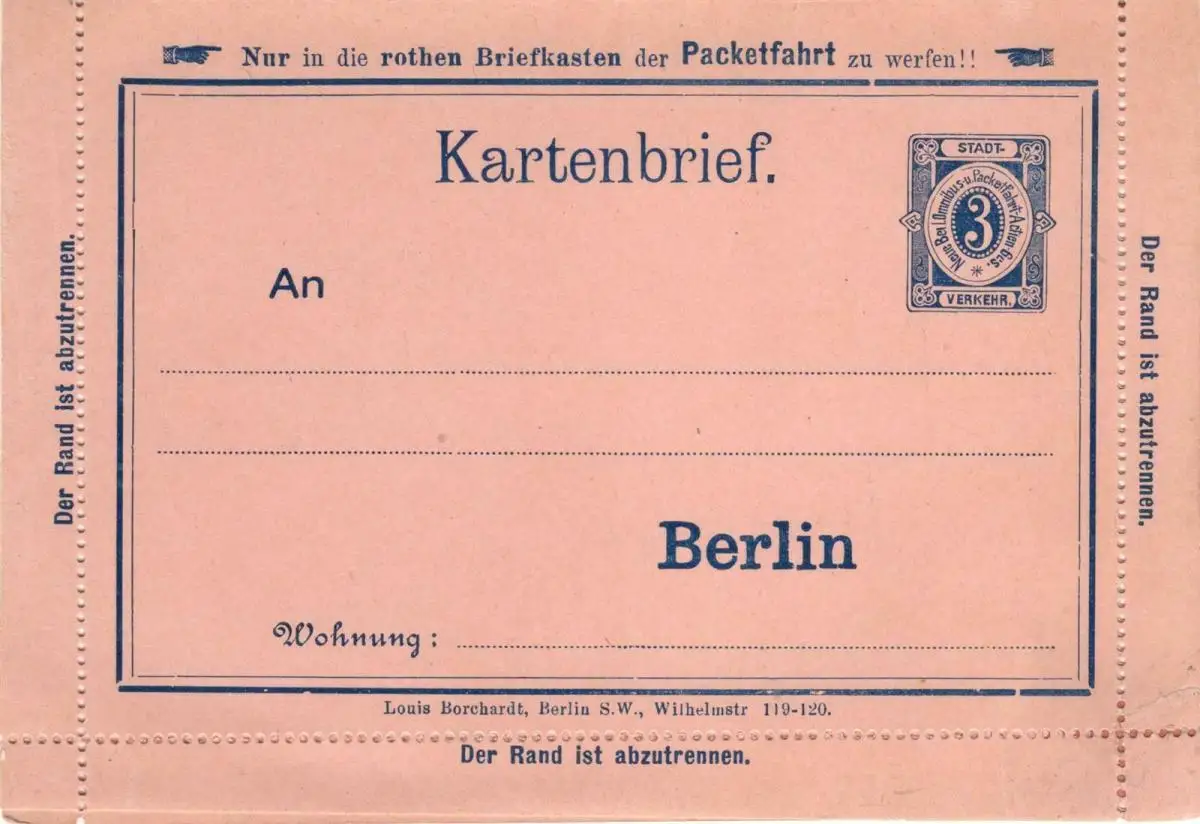 Nur in die rothen Briefkasten der Packetfahrt zu werfen!!
Kartenbrief.
STADT-
Neue Berl. Omnibus- u. Packetfahrt-Actien-Ges.
3
VERKEHR.
An
Berlin
Wohnung:
Louis Borchardt, Berlin S.W., Wilhelmstr 119-120.
Der Rand ist abzutrennen.
Der Rand ist abzutrennen.
Der Rand ist abzutrennen.